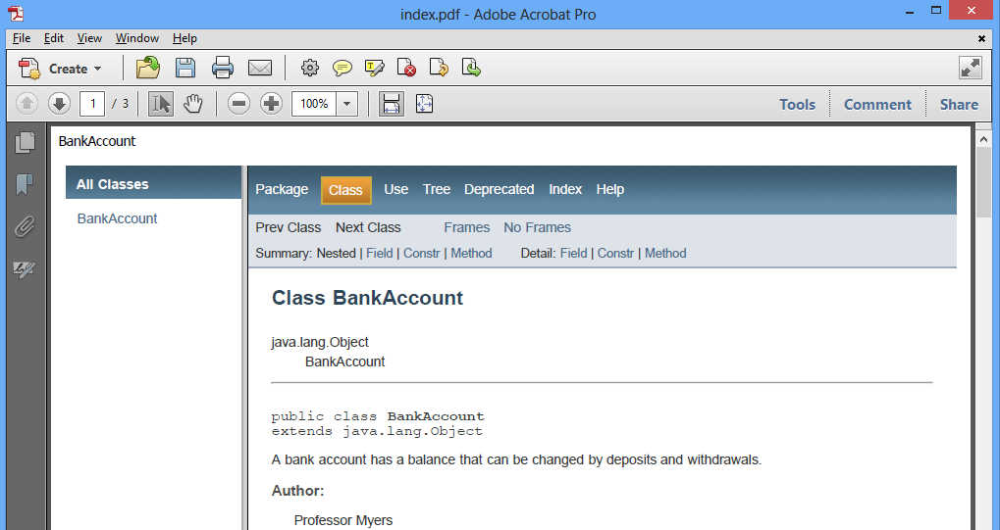 index.pdf - Adobe Acrobat Pro
File Edit View Window Help
Create
1 / 3 100% Tools Comment Share
BankAccount
All Classes
BankAccount
Package Class Use Tree Deprecated Index Help
Prev Class Next Class Frames No Frames
Summary: Nested | Field | Constr | Method Detail: Field | Constr | Method
Class BankAccount
java.lang.Object
BankAccount
public class BankAccount
extends java.lang.Object
A bank account has a balance that can be changed by deposits and withdrawals.
Author:
Professor Myers